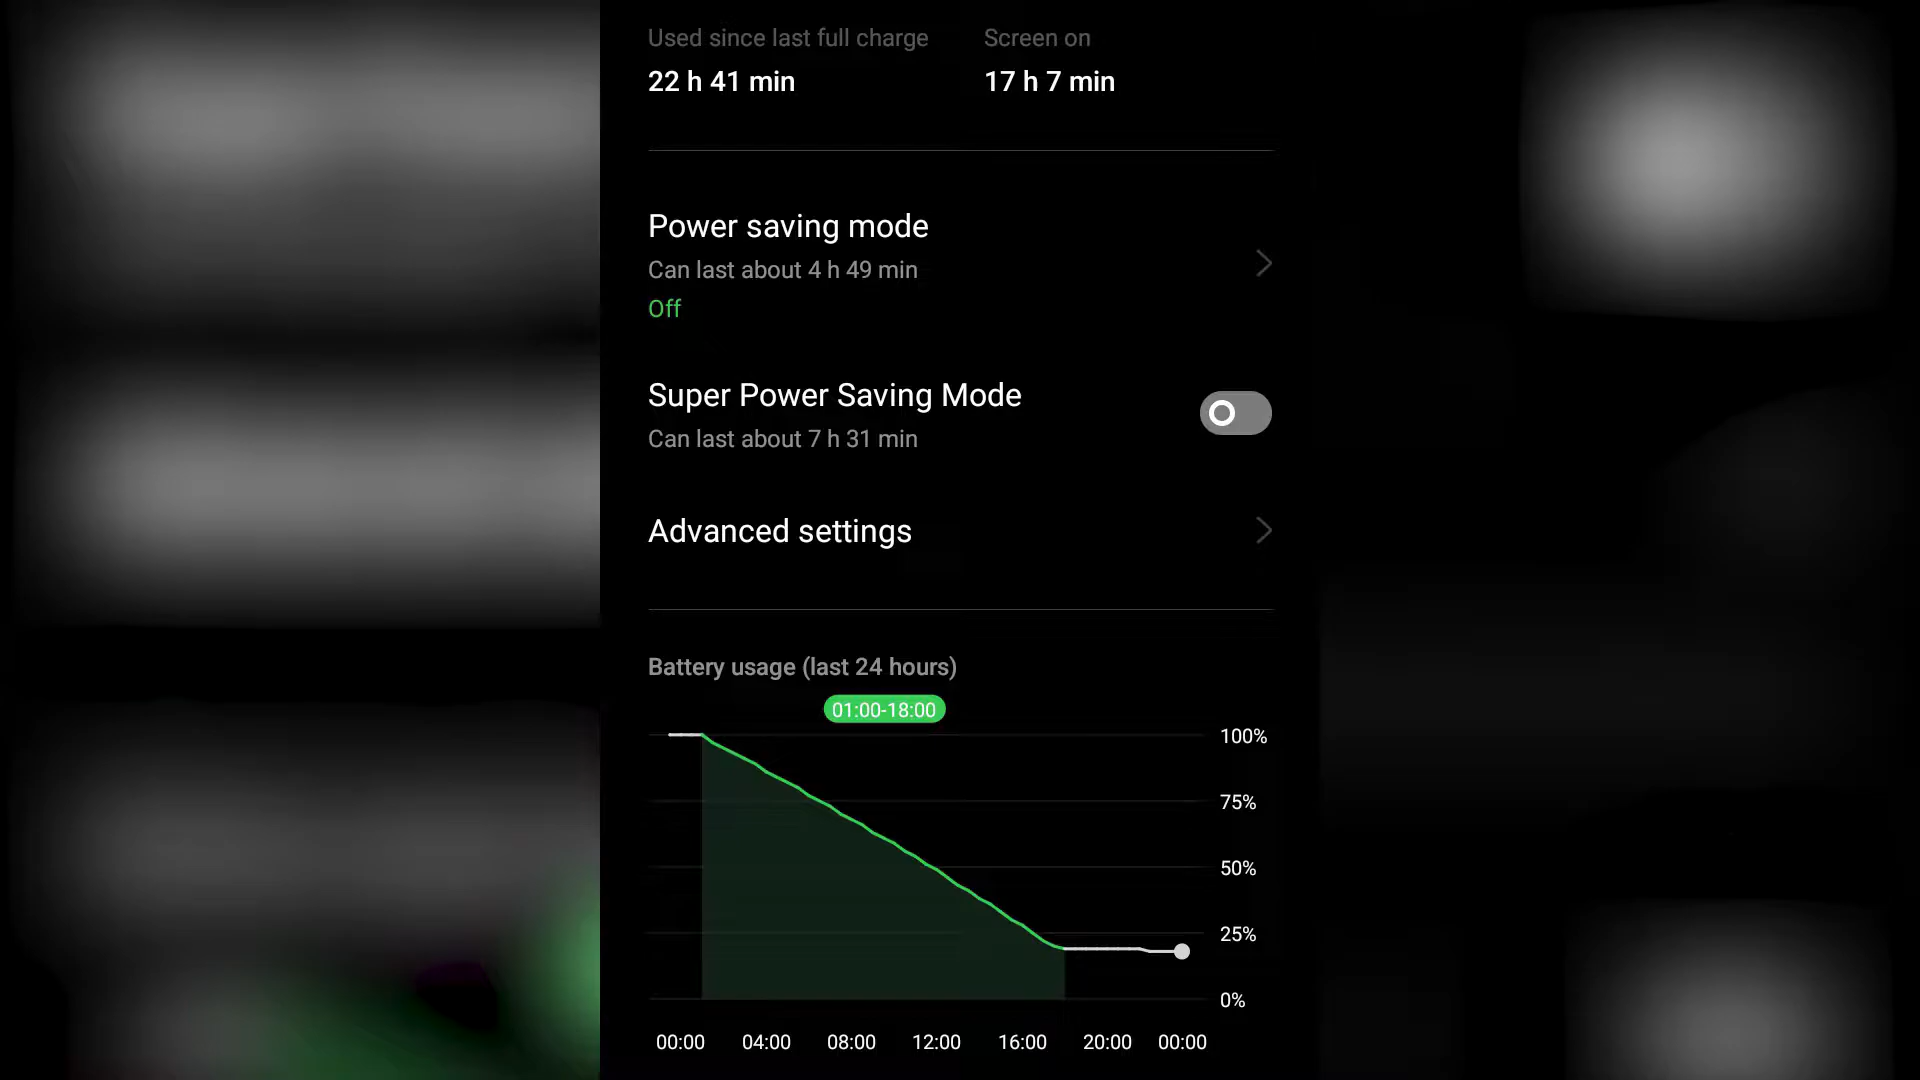 Used since last full charge Screen on
22 h 41 min 17 h 7 min
Power saving mode
Can last about 4 h 49 min
Off
Super Power Saving Mode
Can last about 7 h 31 min
Advanced settings
Battery usage (last 24 hours)
01:00-18:00
100%
75%
50%
25%
0%
00:00 04:00 08:00 12:00 16:00 20:00 00:00